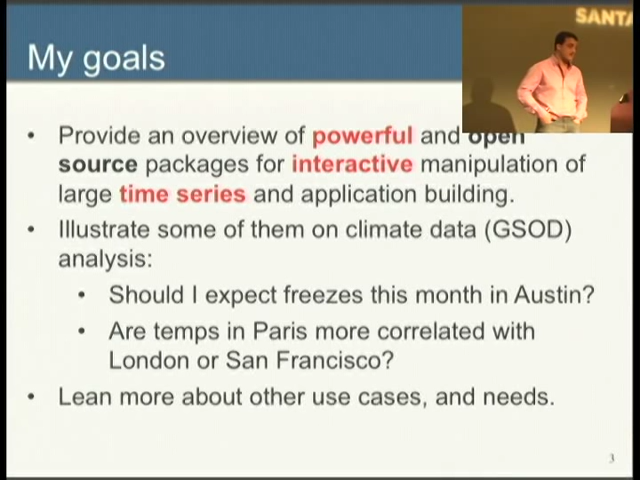 My goals
SANTA
• Provide an overview of powerful and open
source packages for interactive manipulation of
large time series and application building.
• Illustrate some of them on climate data (GSOD)
analysis:
• Should I expect freezes this month in Austin?
• Are temps in Paris more correlated with
London or San Francisco?
• Lean more about other use cases, and needs.
3